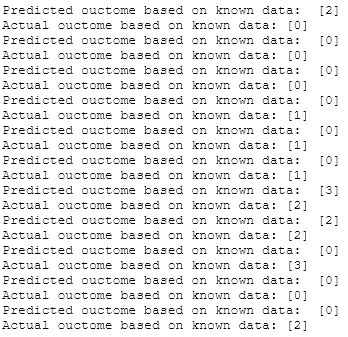 Predicted ouctome based on known data:  [2]
Actual ouctome based on known data: [0]
Predicted ouctome based on known data:  [0]
Actual ouctome based on known data: [0]
Predicted ouctome based on known data:  [0]
Actual ouctome based on known data: [0]
Predicted ouctome based on known data:  [0]
Actual ouctome based on known data: [1]
Predicted ouctome based on known data:  [0]
Actual ouctome based on known data: [1]
Predicted ouctome based on known data:  [0]
Actual ouctome based on known data: [1]
Predicted ouctome based on known data:  [3]
Actual ouctome based on known data: [2]
Predicted ouctome based on known data:  [2]
Actual ouctome based on known data: [2]
Predicted ouctome based on known data:  [0]
Actual ouctome based on known data: [3]
Predicted ouctome based on known data:  [0]
Actual ouctome based on known data: [0]
Predicted ouctome based on known data:  [0]
Actual ouctome based on known data: [2]